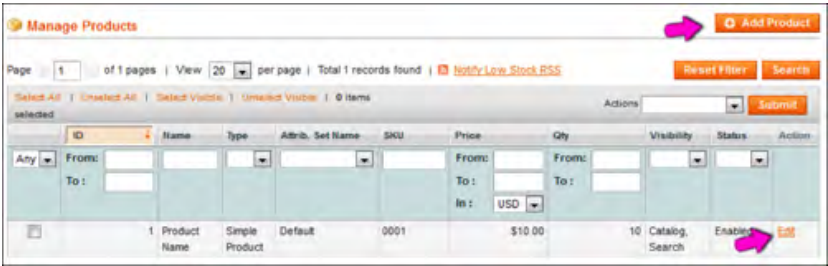 Manage Products
Add Product
Page 1 of 1 pages | View 20 per page | Total 1 records found | Notify Low Stock RSS
Reset Filter Search
Select All | Unselect All | Select Visible | Unselect Visible | 0 items
selected
Actions Submit
ID Name Type Attrib. Set Name SKU Price Qty Visibility Status Action
Any From: From: From:
To : To : To :
In : USD
1 Product Simple Default 0001 $10.00 10 Catalog, Enabled Edit
Name Product Search